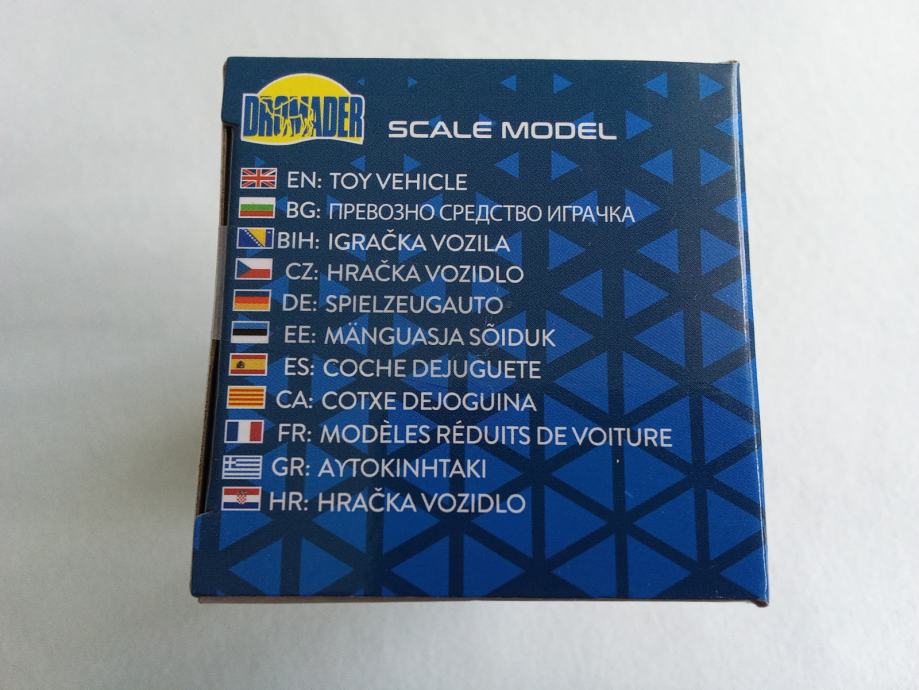 DROMADER
SCALE MODEL
EN: TOY VEHICLE
BG: ПРЕВОЗНО СРЕДСТВО ИГРАЧКА
BIH: IGRAČKA VOZILA
CZ: HRAČKA VOZIDLO
DE: SPIELZEUGAUTO
EE: MÄNGUASJA SÕIDUK
ES: COCHE DEJUGUETE
CA: COTXE DEJOGUINA
FR: MODÈLES RÉDUITS DE VOITURE
GR: ΑΥΤΟΚΙΝΗΤΑΚΙ
HR: HRAČKA VOZIDLO